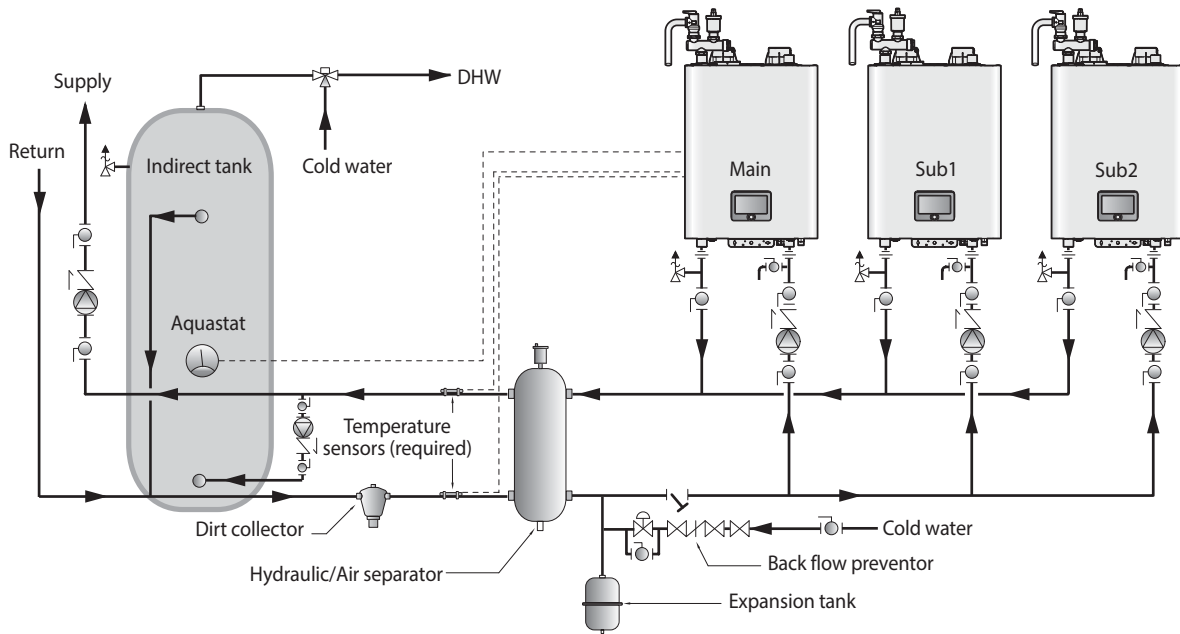 Supply
DHW
Return
Indirect tank
Cold water
Main
Sub1
Sub2
Aquastat
Temperature
sensors (required)
Dirt collector
Cold water
Hydraulic/Air separator
Back flow preventor
Expansion tank